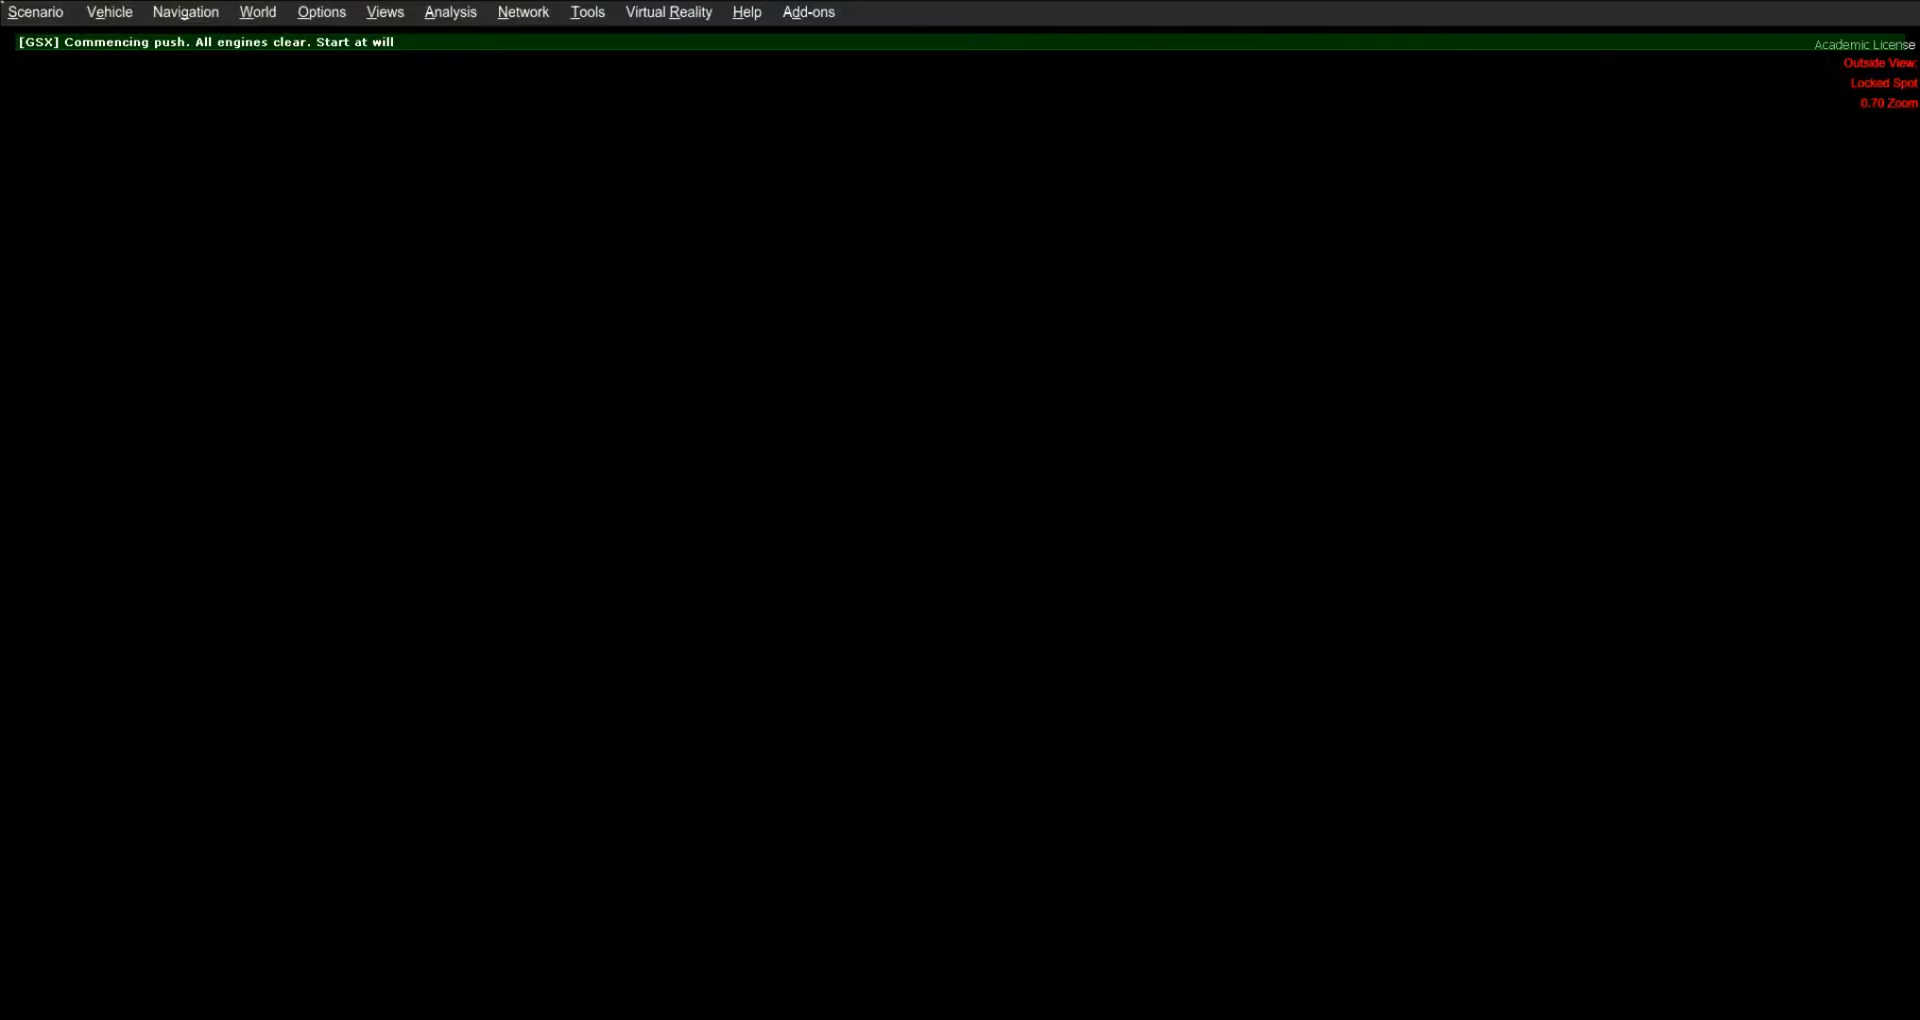 Scenario Vehicle Navigation World Options Views Analysis Network Tools Virtual Reality Help Add-ons
[GSX] Commencing push. All engines clear. Start at will
Academic License
Outside View:
Locked Spot
0.70 Zoom